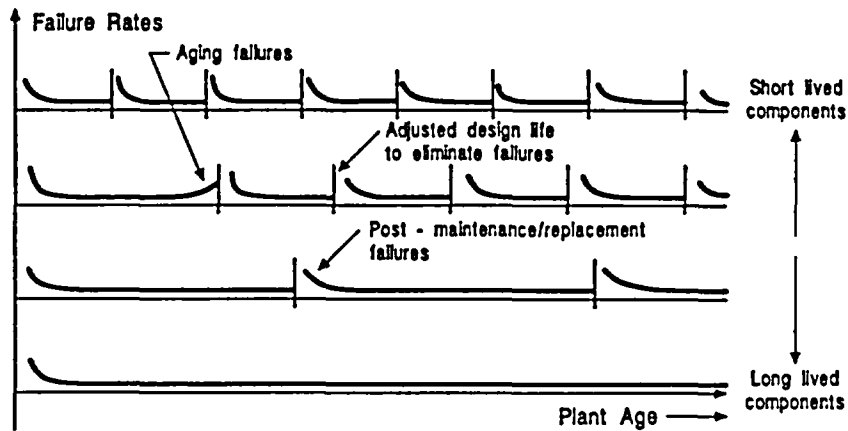 Failure Rates
Aging failures
Short lived
components
Adjusted design life
to eliminate failures
Post - maintenance/replacement
failures
Long lived
components
Plant Age